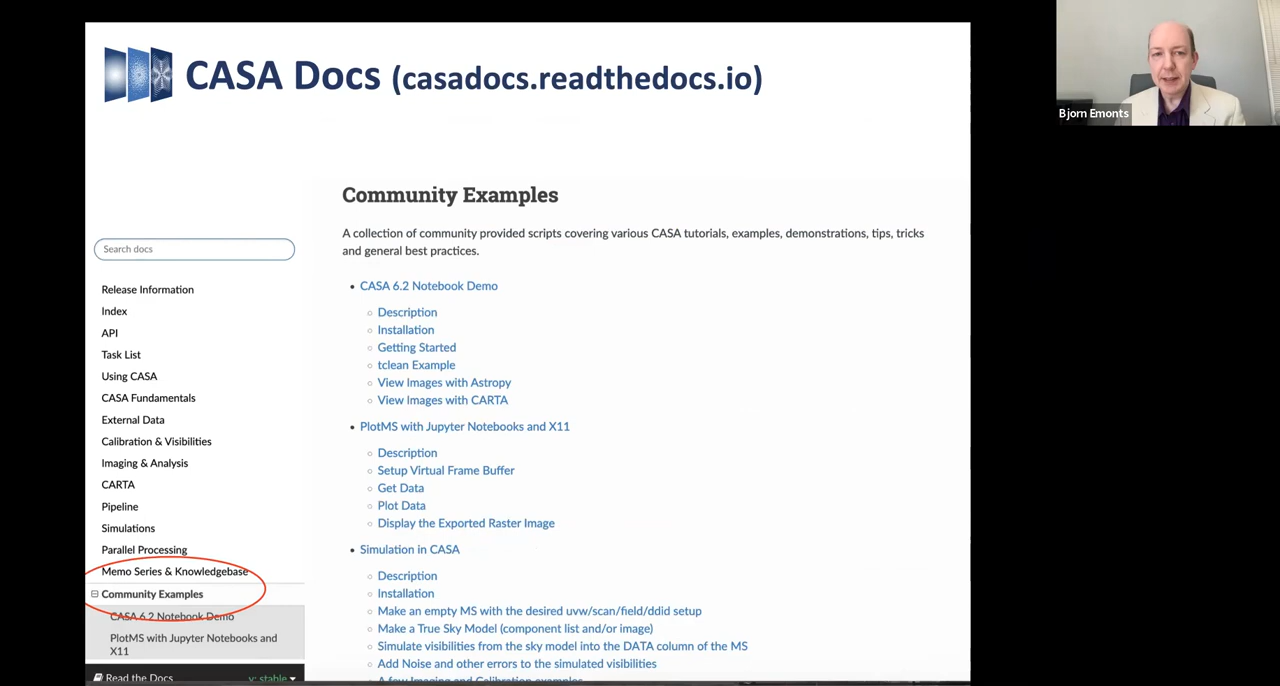 CASA Docs (casadocs.readthedocs.io)
Bjorn Emonts
Search docs
Release Information
Index
API
Task List
Using CASA
CASA Fundamentals
External Data
Calibration & Visibilities
Imaging & Analysis
CARTA
Pipeline
Simulations
Parallel Processing
Memo Series & Knowledgebase
Community Examples
CASA 6.2 Notebook Demo
PlotMS with Jupyter Notebooks and
X11
Read the Docs
v: stable
Community Examples
A collection of community provided scripts covering various CASA tutorials, examples, demonstrations, tips, tricks
and general best practices.
CASA 6.2 Notebook Demo
Description
Installation
Getting Started
tclean Example
View Images with Astropy
View Images with CARTA
PlotMS with Jupyter Notebooks and X11
Description
Setup Virtual Frame Buffer
Get Data
Plot Data
Display the Exported Raster Image
Simulation in CASA
Description
Installation
Make an empty MS with the desired uvw/scan/field/ddid setup
Make a True Sky Model (component list and/or image)
Simulate visibilities from the sky model into the DATA column of the MS
Add Noise and other errors to the simulated visibilities
A few Imaging and Calibration examples